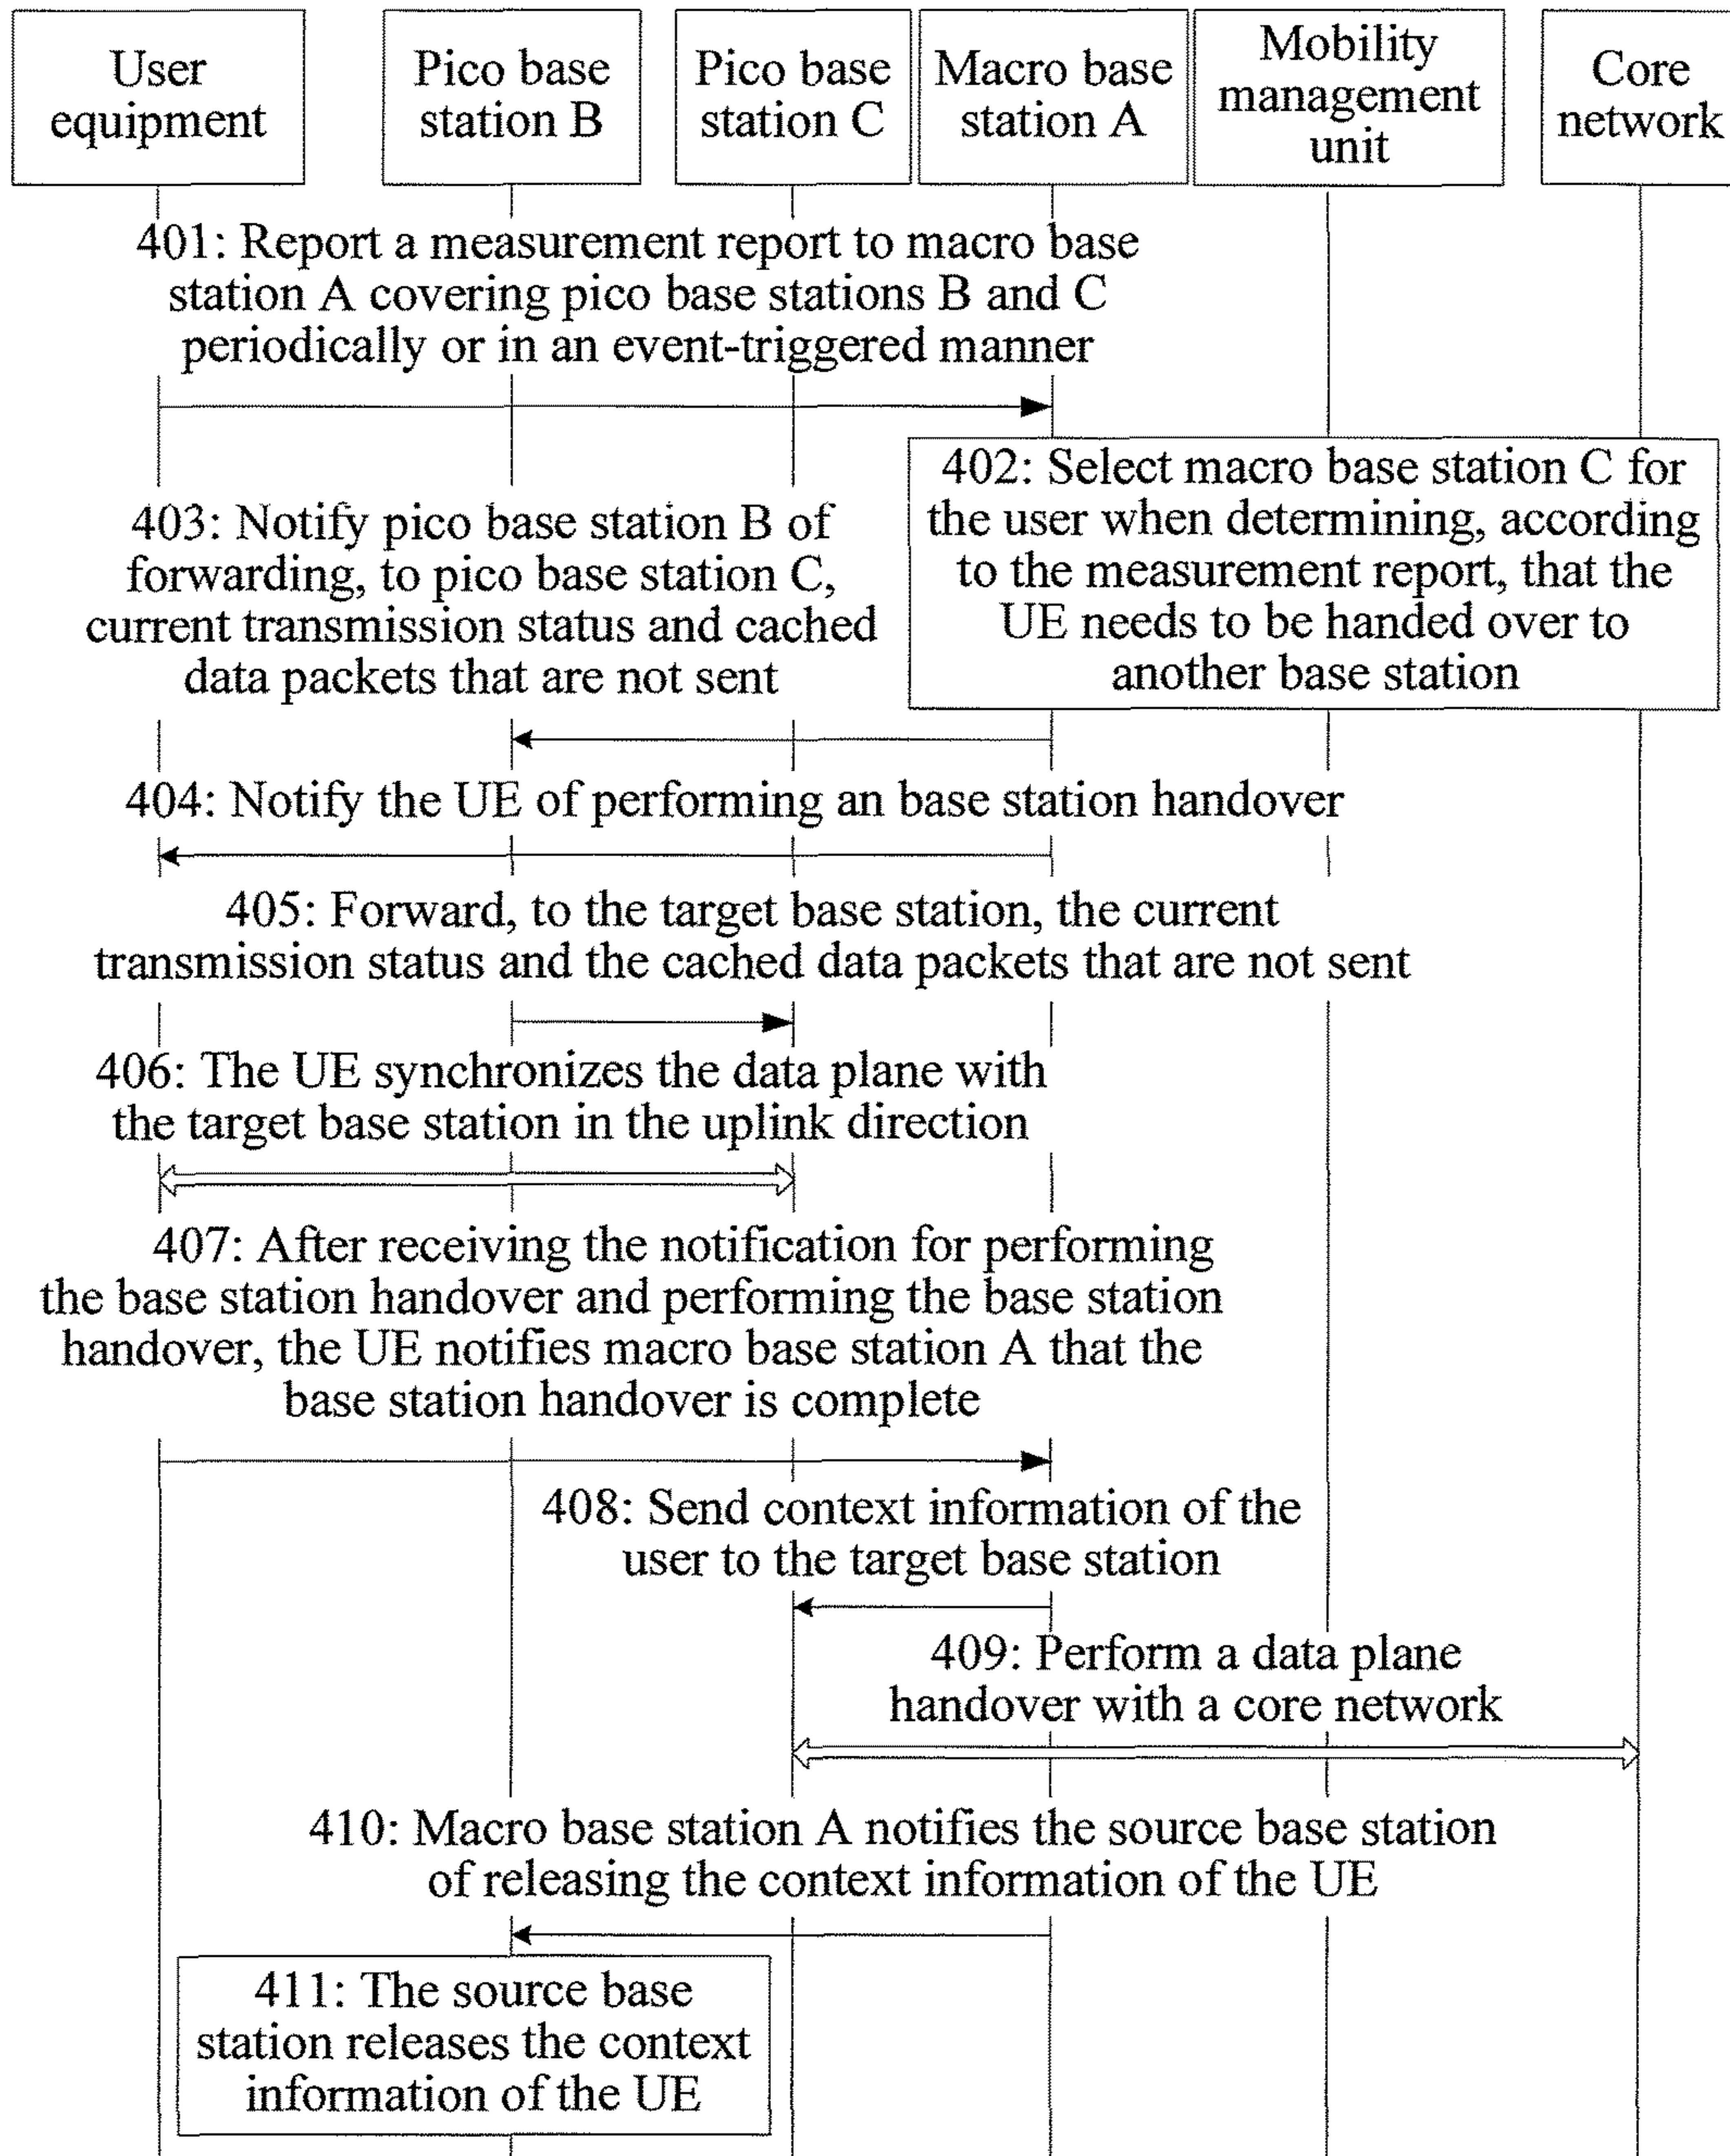 User
equipment
Pico base
station B
Pico base
station C
Macro base
station A
Mobility
management
unit
Core
network
401: Report a measurement report to macro base
station A covering pico base stations B and C
periodically or in an event-triggered manner
402: Select macro base station C for
the user when determining, according
to the measurement report, that the
UE needs to be handed over to
another base station
403: Notify pico base station B of
forwarding, to pico base station C,
current transmission status and cached
data packets that are not sent
404: Notify the UE of performing an base station handover
405: Forward, to the target base station, the current
transmission status and the cached data packets that are not sent
406: The UE synchronizes the data plane with
the target base station in the uplink direction
407: After receiving the notification for performing
the base station handover and performing the base station
handover, the UE notifies macro base station A that the
base station handover is complete
408: Send context information of the
user to the target base station
409: Perform a data plane
handover with a core network
410: Macro base station A notifies the source base station
of releasing the context information of the UE
411: The source base
station releases the context
information of the UE